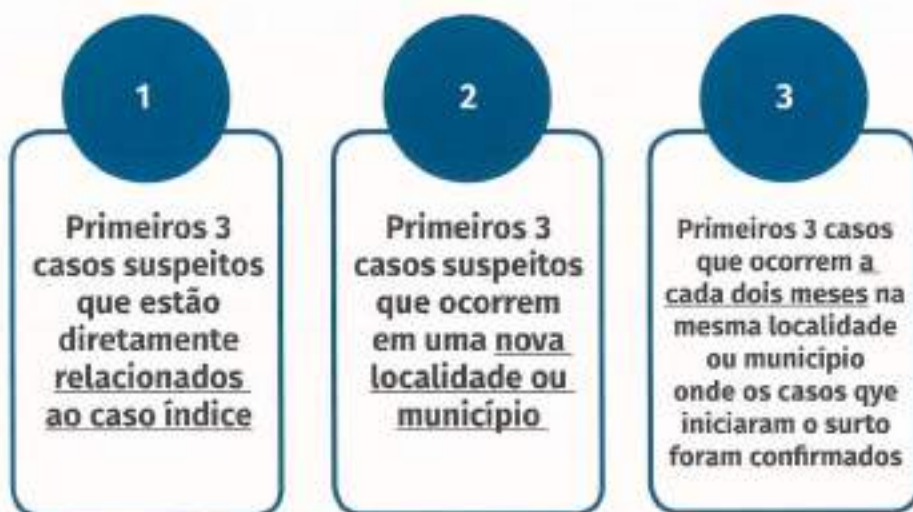 1
Primeiros 3
casos suspeitos
que estão
diretamente
relacionados
ao caso índice
2
Primeiros 3
casos suspeitos
que ocorrem
em uma nova
localidade ou
município
3
Primeiros 3 casos
que ocorrem a
cada dois meses na
mesma localidade
ou municipio
onde os casos qye
iniciaram o surto
foram confirmados